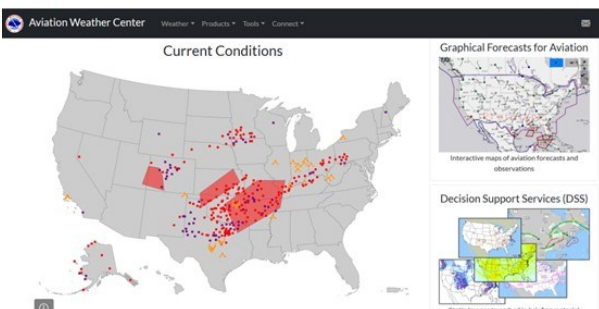 Aviation Weather Center
Weather
Products
Tools
Connect
Current Conditions
Graphical Forecasts for Aviation
Interactive maps of aviation forecasts and
observations
Decision Support Services (DSS)